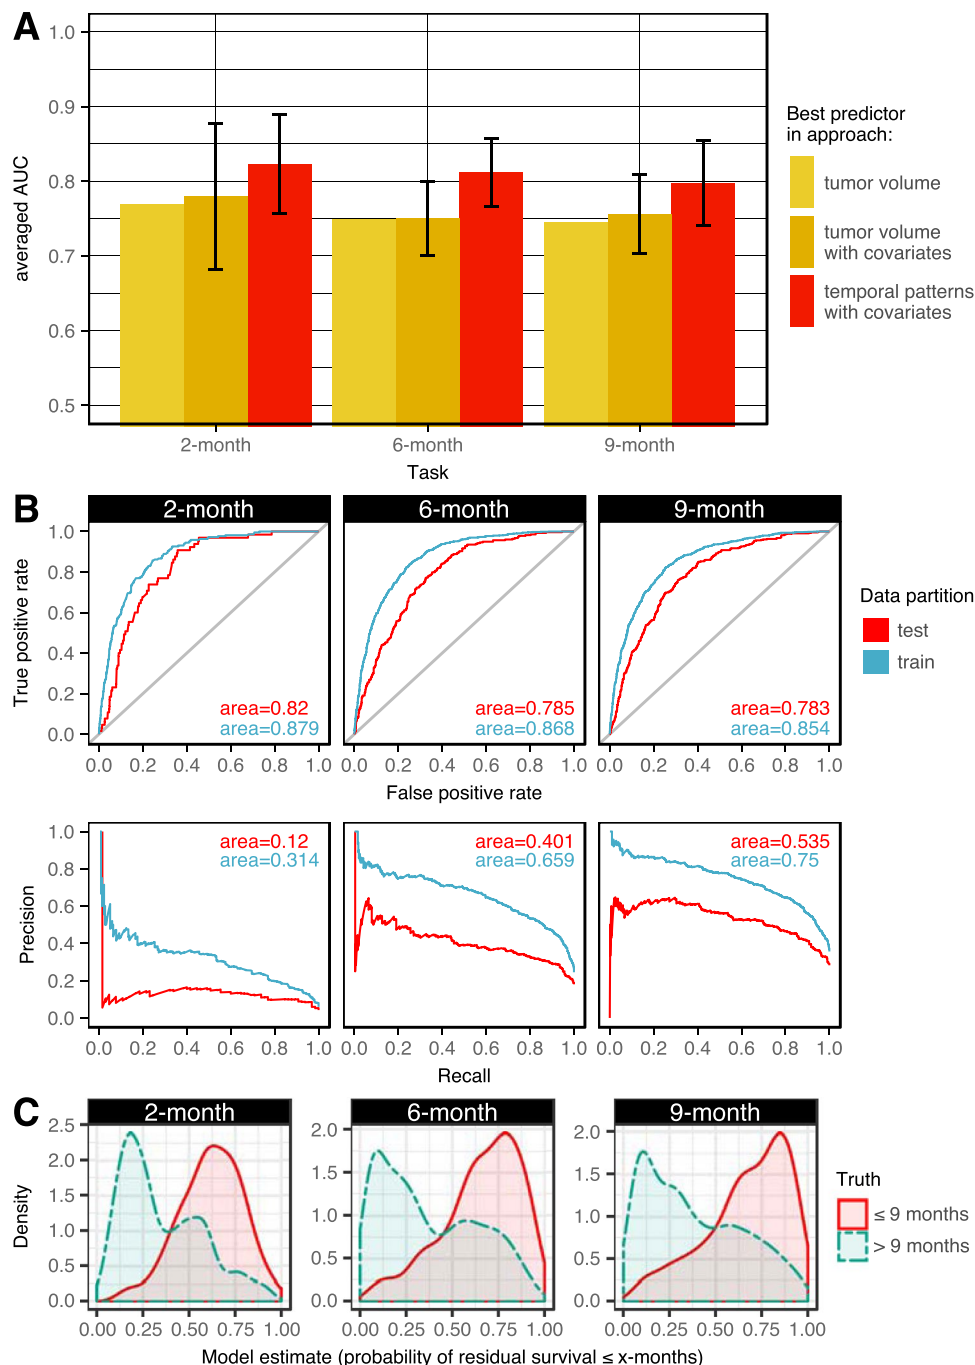 A
1.0
0.9
0.8
0.7
0.6
0.5
averaged AUC
2-month
6-month
9-month
Task
Best predictor
in approach:
tumor volume
tumor volume
with covariates
temporal patterns
with covariates
B
2-month
6-month
9-month
1.0
0.8
0.6
0.4
0.2
0.0
True positive rate
area=0.82
area=0.879
area=0.785
area=0.868
area=0.783
area=0.854
0.0 0.2 0.4 0.6 0.8 1.0
0.0 0.2 0.4 0.6 0.8 1.0
0.0 0.2 0.4 0.6 0.8 1.0
False positive rate
Data partition
test
train
1.0
0.8
0.6
0.4
0.2
0.0
Precision
area=0.12
area=0.314
area=0.401
area=0.659
area=0.535
area=0.75
0.0 0.2 0.4 0.6 0.8 1.0
0.0 0.2 0.4 0.6 0.8 1.0
0.0 0.2 0.4 0.6 0.8 1.0
Recall
C
2-month
6-month
9-month
2.5
2.0
1.5
1.0
0.5
0.0
Density
2.0
1.5
1.0
0.5
0.0
2.0
1.5
1.0
0.5
0.0
0.00 0.25 0.50 0.75 1.00
0.00 0.25 0.50 0.75 1.00
0.00 0.25 0.50 0.75 1.00
Model estimate (probability of residual survival ≤ x-months)
Truth
≤ 9 months
> 9 months